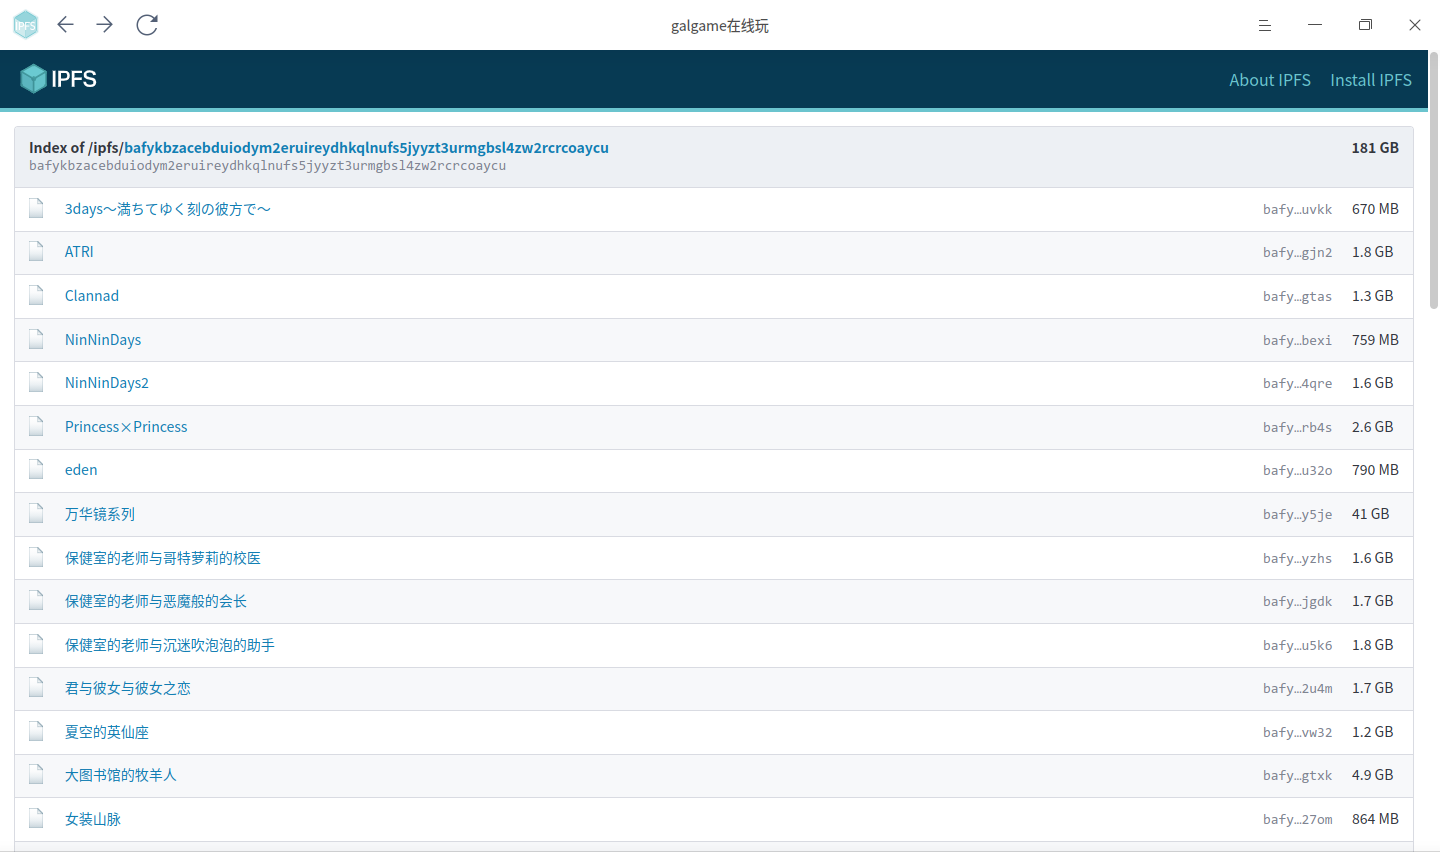 galgame在线玩
IPFS
About IPFS Install IPFS
Index of /ipfs/bafykbzacebduiodym2eruireydhkqlnufs5jyyzt3urmgbsl4zw2rcrcoaycu 181 GB
bafykbzacebduiodym2eruireydhkqlnufs5jyyzt3urmgbsl4zw2rcrcoaycu
3days～満ちてゆく刻の彼方で～ bafy…uvkk 670 MB
ATRI bafy…gjn2 1.8 GB
Clannad bafy…gtas 1.3 GB
NinNinDays bafy…bexi 759 MB
NinNinDays2 bafy…4qre 1.6 GB
Princess×Princess bafy…rb4s 2.6 GB
eden bafy…u32o 790 MB
万华镜系列 bafy…y5je 41 GB
保健室的老师与哥特萝莉的校医 bafy…yzhs 1.6 GB
保健室的老师与恶魔般的会长 bafy…jgdk 1.7 GB
保健室的老师与沉迷吹泡泡的助手 bafy…u5k6 1.8 GB
君与彼女与彼女之恋 bafy…2u4m 1.7 GB
夏空的英仙座 bafy…vw32 1.2 GB
大图书馆的牧羊人 bafy…gtxk 4.9 GB
女装山脉 bafy…27om 864 MB